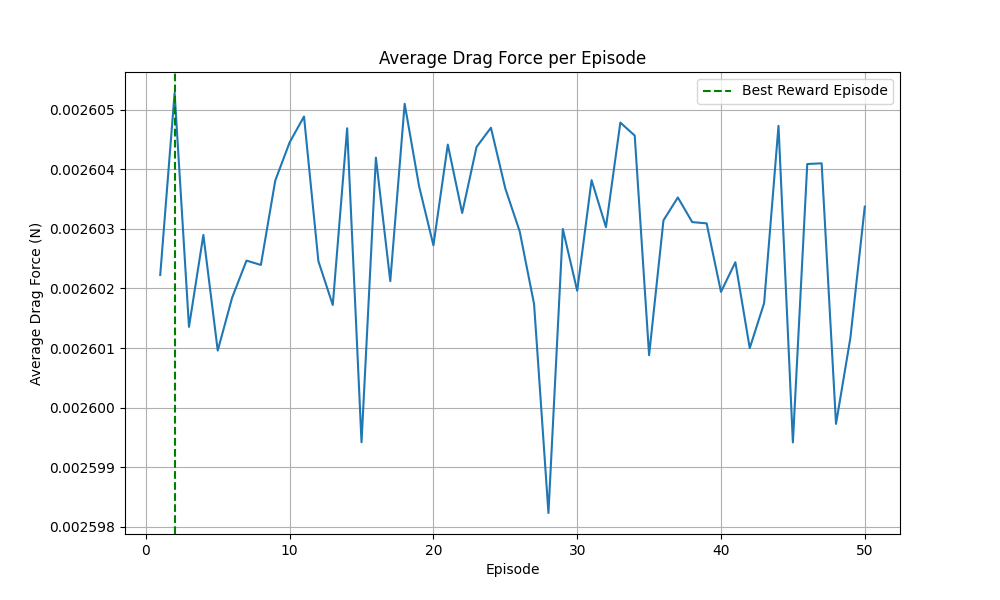 Average Drag Force per Episode
Best Reward Episode
Average Drag Force (N)
0.002605
0.002604
0.002603
0.002602
0.002601
0.002600
0.002599
0.002598
0 10 20 30 40 50
Episode